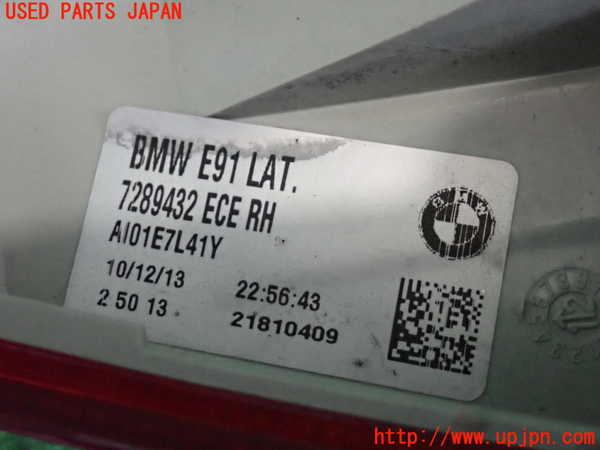 USED PARTS JAPAN
BMW E91 LAT.
7289432 ECE RH
AI01E7L41Y
10/12/13 22:56:43
2 50 13 21810409
BMW
http://www.upjpn.com/